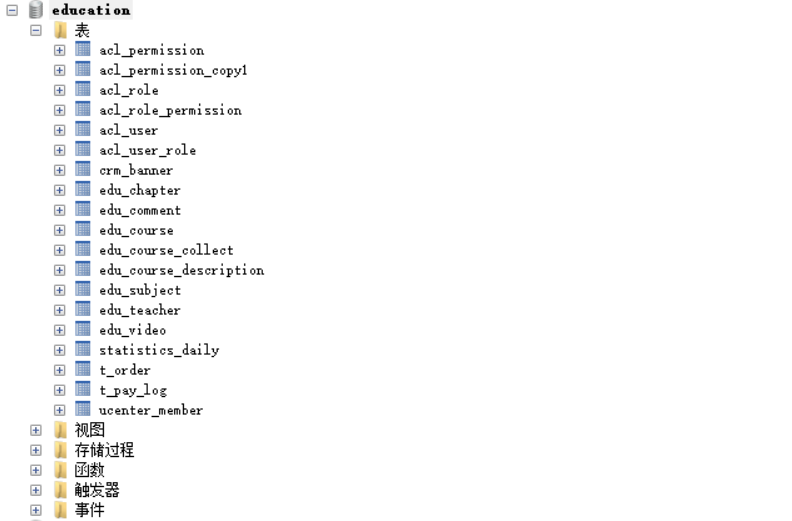 education
表
acl_permission
acl_permission_copy1
acl_role
acl_role_permission
acl_user
acl_user_role
crm_banner
edu_chapter
edu_comment
edu_course
edu_course_collect
edu_course_description
edu_subject
edu_teacher
edu_video
statistics_daily
t_order
t_pay_log
ucenter_member
视图
存储过程
函数
触发器
事件